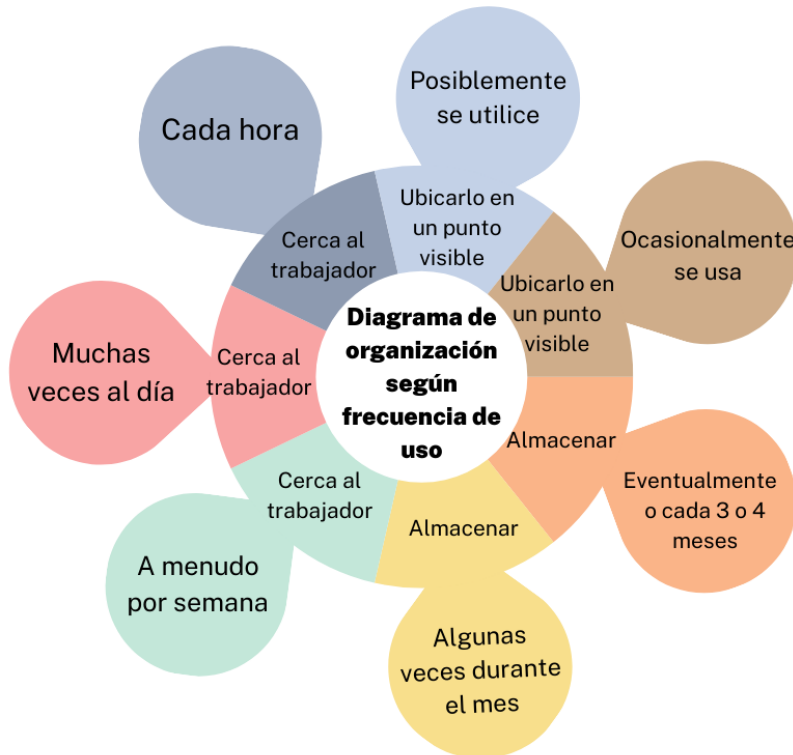 Diagrama de
organización
según
frecuencia de
uso
Posiblemente
se utilice
Ubicarlo en
un punto
visible
Ocasionalmente
se usa
Ubicarlo en
un punto
visible
Eventualmente
o cada 3 o 4
meses
Almacenar
Algunas
veces durante
el mes
Almacenar
A menudo
por semana
Cerca al
trabajador
Muchas
veces al día
Cerca al
trabajador
Cada hora
Cerca al
trabajador